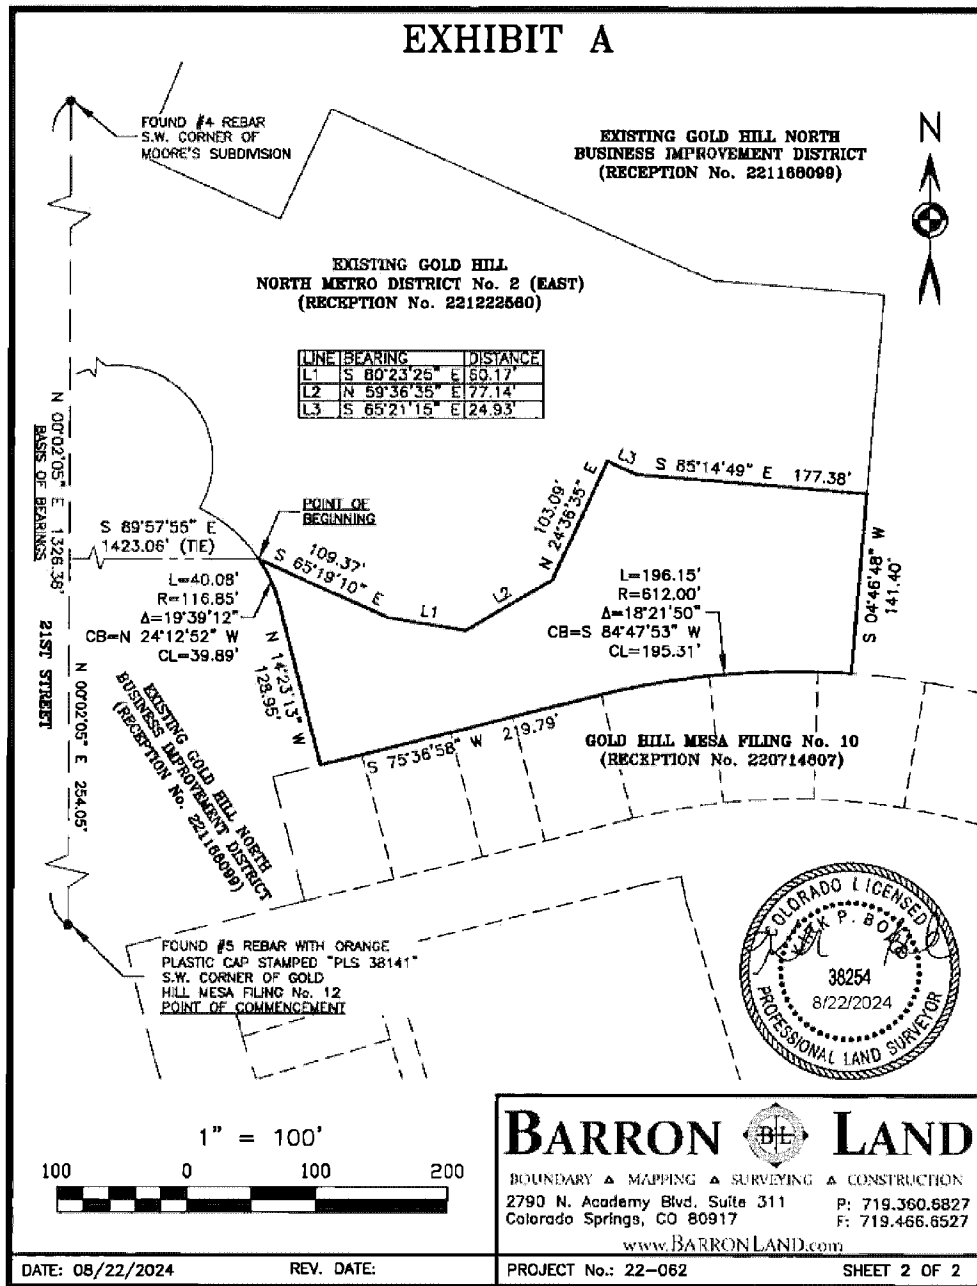 EXHIBIT A
FOUND #4 REBAR
S.W. CORNER OF
MOORE'S SUBDIVISION
EXISTING GOLD HILL NORTH
BUSINESS IMPROVEMENT DISTRICT
(RECEPTION No. 221168099)
N
EXISTING GOLD HILL
NORTH METRO DISTRICT No. 2 (EAST)
(RECEPTION No. 221222560)
LINE BEARING DISTANCE
L1 S 80°23'25" E 60.17'
L2 N 59°36'35" E 77.14'
L3 S 65°21'15" E 24.93'
N 00°02'05" E 1326.38'
BASIS OF BEARINGS
21ST STREET
N 00°02'05" E 254.05'
S 89°57'55" E
1423.06' (TIE)
POINT OF
BEGINNING
L=40.08'
R=116.85'
Δ=19°39'12"
CB=N 24°12'52" W
CL=39.89'
109.37'
S 65°19'10" E
L1
L2
103.09'
N 24°36'35" E
L3
S 85°14'49" E 177.38'
S 04°46'48" W
141.40'
L=196.15'
R=612.00'
Δ=18°21'50"
CB=S 84°47'53" W
CL=195.31'
N 14°23'13" W
128.95'
S 75°36'58" W 219.79'
GOLD HILL MESA FILING No. 10
(RECEPTION No. 220714607)
EXISTING GOLD HILL NORTH
BUSINESS IMPROVEMENT DISTRICT
(RECEPTION No. 221168099)
FOUND #5 REBAR WITH ORANGE
PLASTIC CAP STAMPED "PLS 38141"
S.W. CORNER OF GOLD
HILL MESA FILING No. 12
POINT OF COMMENCEMENT
COLORADO LICENSED
38254
8/22/2024
PROFESSIONAL LAND SURVEYOR
1" = 100'
100 0 100 200
BARRON BL LAND
BOUNDARY △ MAPPING △ SURVEYING △ CONSTRUCTION
2790 N. Academy Blvd. Suite 311 P: 719.360.6827
Colorado Springs, CO 80917 F: 719.466.6527
www.BARRONLAND.com
DATE: 08/22/2024 REV. DATE: PROJECT No.: 22-062 SHEET 2 OF 2